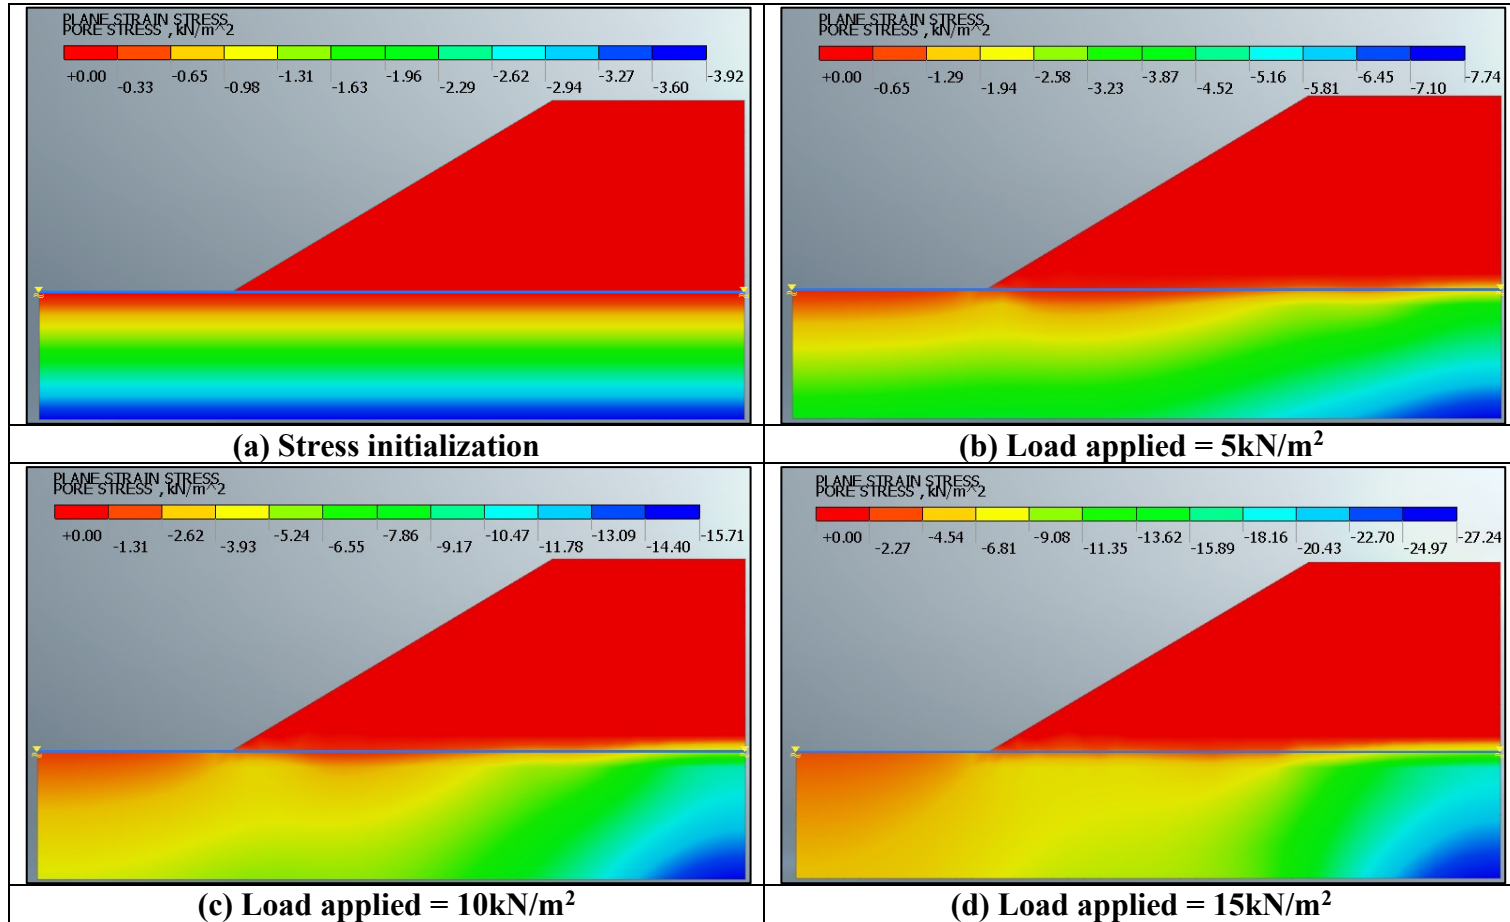 PLANE STRAIN STRESS
PORE STRESS , kN/m^2
+0.00 -0.65 -1.31 -1.96 -2.62 -3.27 -3.92
-0.33 -0.98 -1.63 -2.29 -2.94 -3.60
(a) Stress initialization
PLANE STRAIN STRESS
PORE STRESS , kN/m^2
+0.00 -1.29 -2.58 -3.87 -5.16 -6.45 -7.74
-0.65 -1.94 -3.23 -4.52 -5.81 -7.10
(b) Load applied = 5kN/m²
PLANE STRAIN STRESS
PORE STRESS , kN/m^2
+0.00 -2.62 -5.24 -7.86 -10.47 -13.09 -15.71
-1.31 -3.93 -6.55 -9.17 -11.78 -14.40
(c) Load applied = 10kN/m²
PLANE STRAIN STRESS
PORE STRESS , kN/m^2
+0.00 -4.54 -9.08 -13.62 -18.16 -22.70 -27.24
-2.27 -6.81 -11.35 -15.89 -20.43 -24.97
(d) Load applied = 15kN/m²